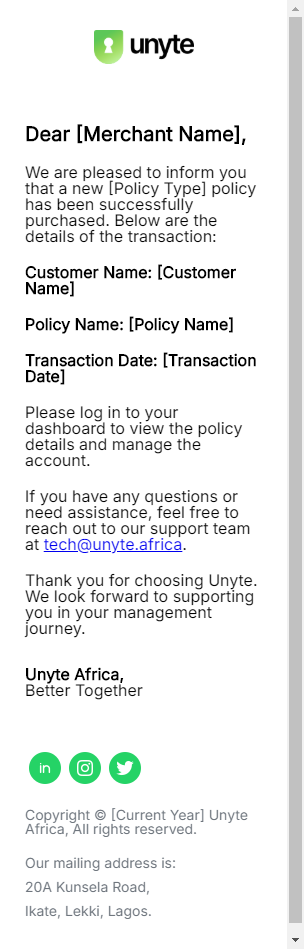 unyte
Dear [Merchant Name],
We are pleased to inform you
that a new [Policy Type] policy
has been successfully
purchased. Below are the
details of the transaction:
Customer Name: [Customer
Name]
Policy Name: [Policy Name]
Transaction Date: [Transaction
Date]
Please log in to your
dashboard to view the policy
details and manage the
account.
If you have any questions or
need assistance, feel free to
reach out to our support team
at tech@unyte.africa.
Thank you for choosing Unyte.
We look forward to supporting
you in your management
journey.
Unyte Africa,
Better Together
in
Copyright © [Current Year] Unyte
Africa, All rights reserved.
Our mailing address is:
20A Kunsela Road,
Ikate, Lekki, Lagos.